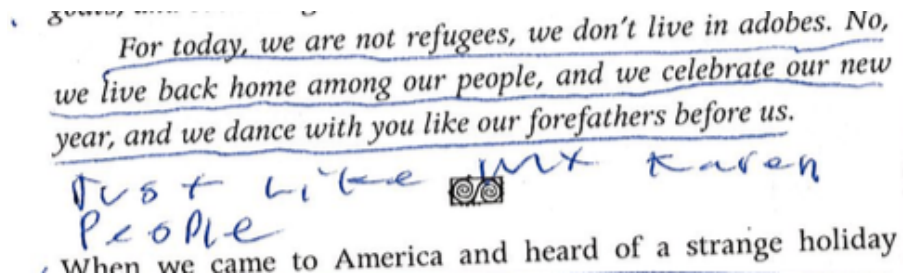 goats, and
For today, we are not refugees, we don't live in adobes. No,
we live back home among our people, and we celebrate our new
year, and we dance with you like our forefathers before us.
Just Like my Karen
People
When we came to America and heard of a strange holiday